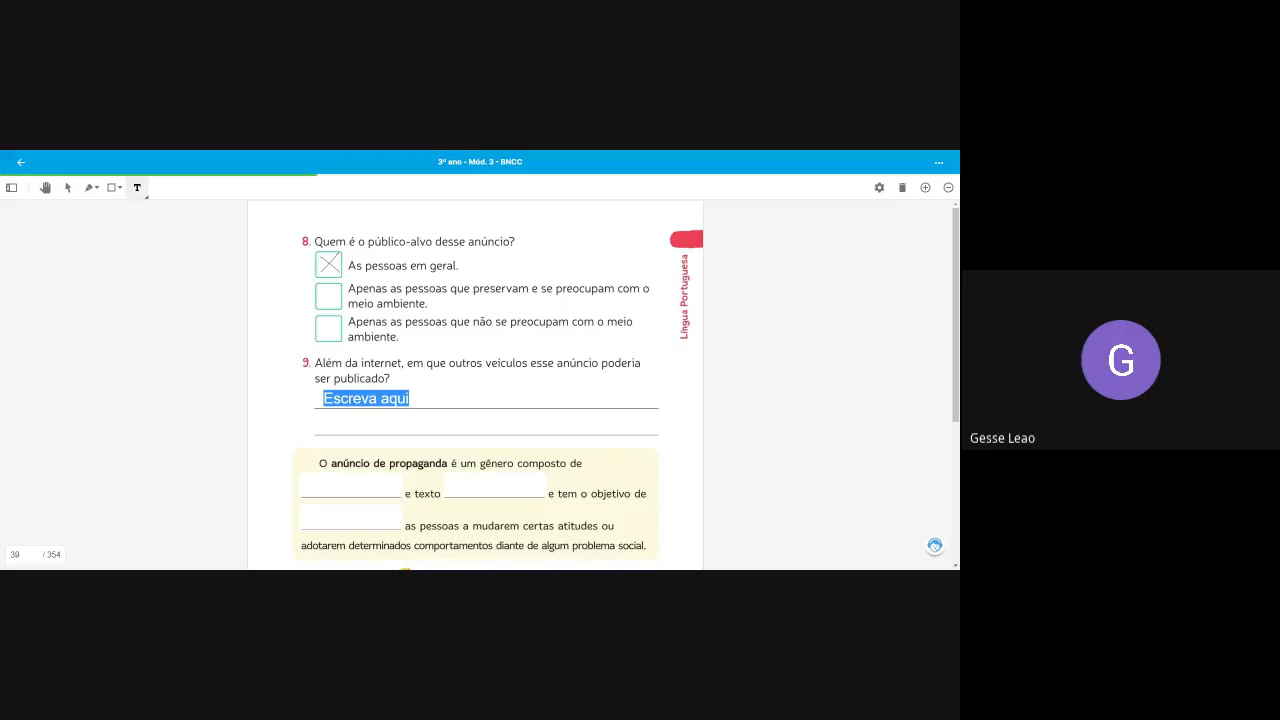 3º ano - Mód. 3 - BNCC
T
8. Quem é o público-alvo desse anúncio?
As pessoas em geral.
Apenas as pessoas que preservam e se preocupam com o
meio ambiente.
Apenas as pessoas que não se preocupam com o meio
ambiente.
Língua Portuguesa
9. Além da internet, em que outros veículos esse anúncio poderia
ser publicado?
Escreva aqui
O anúncio de propaganda é um gênero composto de
e texto e tem o objetivo de
as pessoas a mudarem certas atitudes ou
adotarem determinados comportamentos diante de algum problema social.
39 / 354
G
Gesse Leao